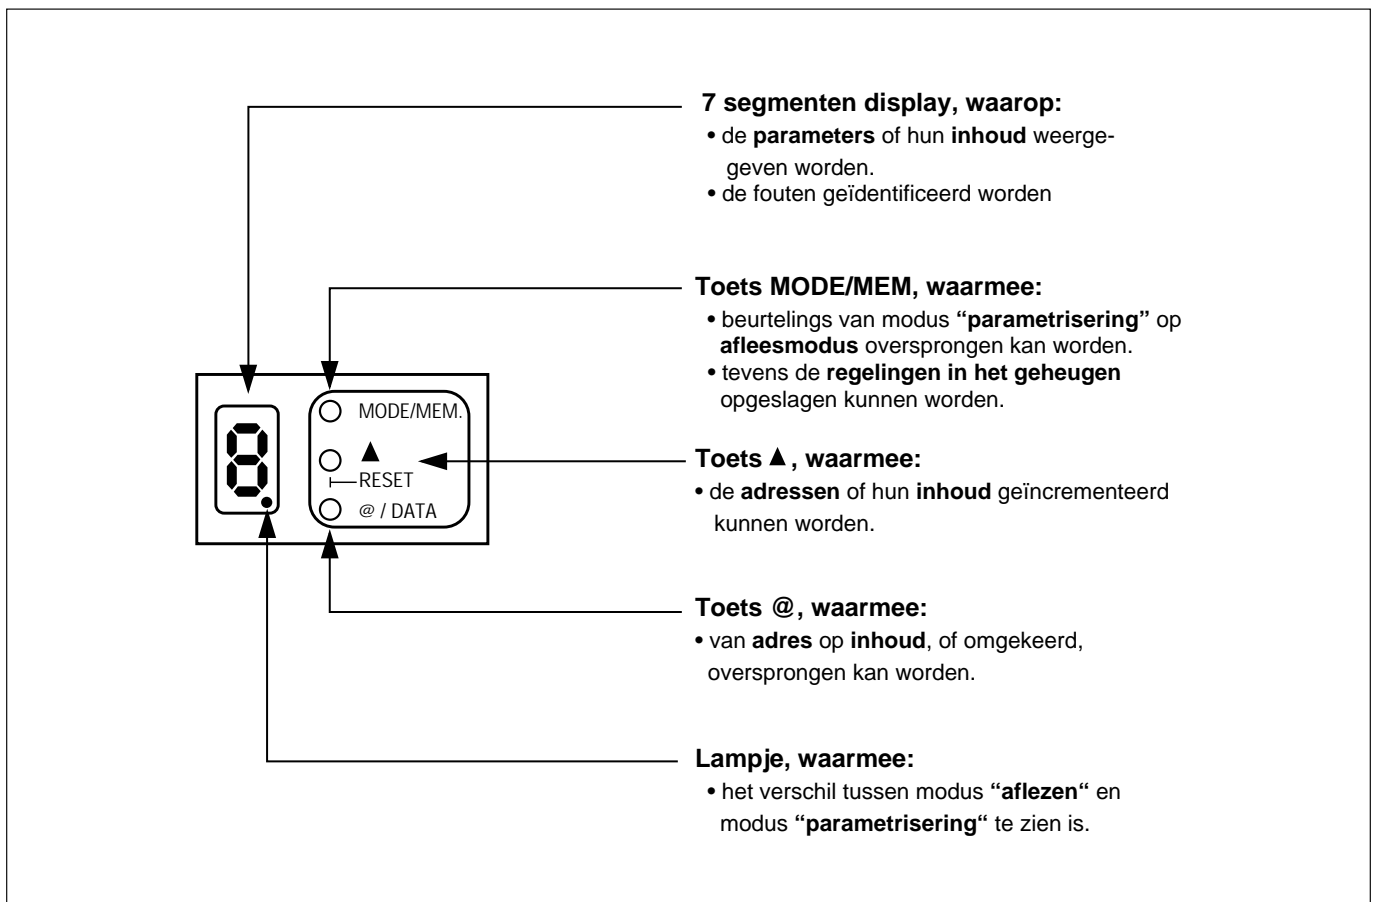 7 segmenten display, waarop:
• de parameters of hun inhoud weerge-
geven worden.
• de fouten geïdentificeerd worden
Toets MODE/MEM, waarmee:
• beurtelings van modus “parametrisering” op
afleesmodus oversprongen kan worden.
• tevens de regelingen in het geheugen
opgeslagen kunnen worden.
Toets ▲, waarmee:
• de adressen of hun inhoud geïncrementeerd
kunnen worden.
Toets @, waarmee:
• van adres op inhoud, of omgekeerd,
oversprongen kan worden.
Lampje, waarmee:
• het verschil tussen modus “aflezen“ en
modus “parametrisering“ te zien is.
8.
MODE/MEM.
▲
RESET
@ / DATA